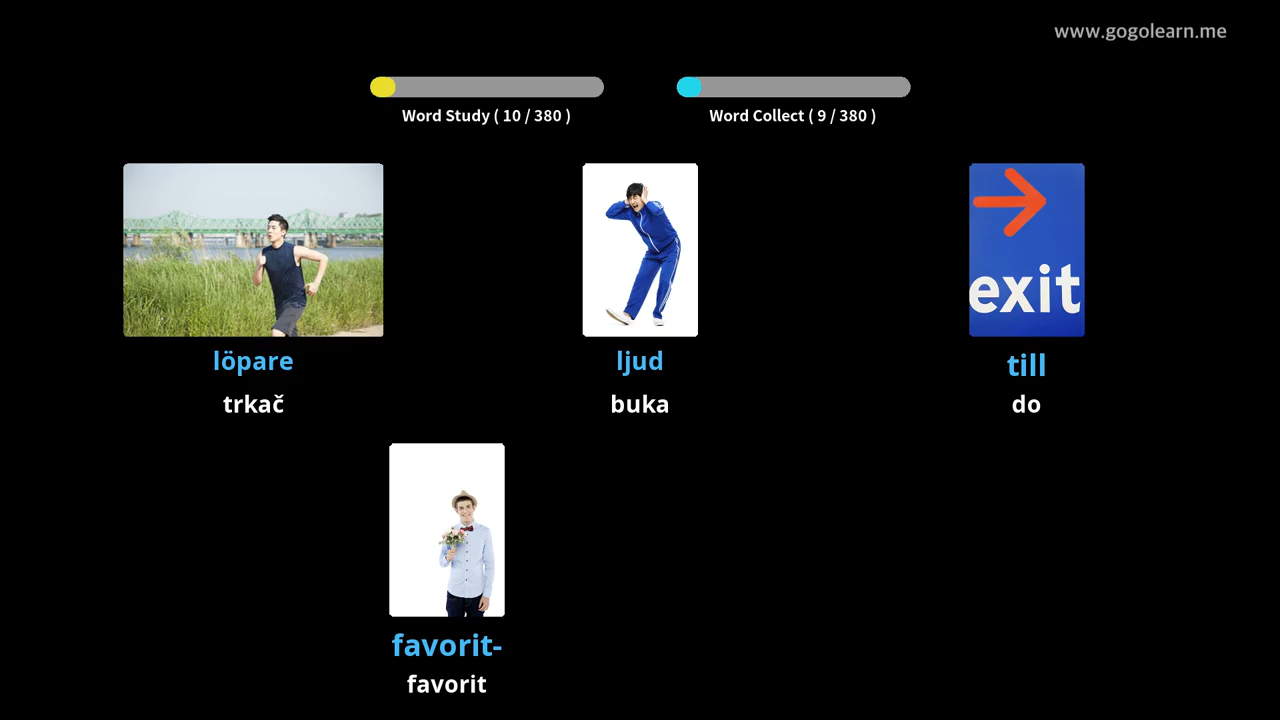 www.gogolearn.me
Word Study ( 10 / 380 )
Word Collect ( 9 / 380 )
exit
löpare
ljud
till
trkač
buka
do
favorit-
favorit